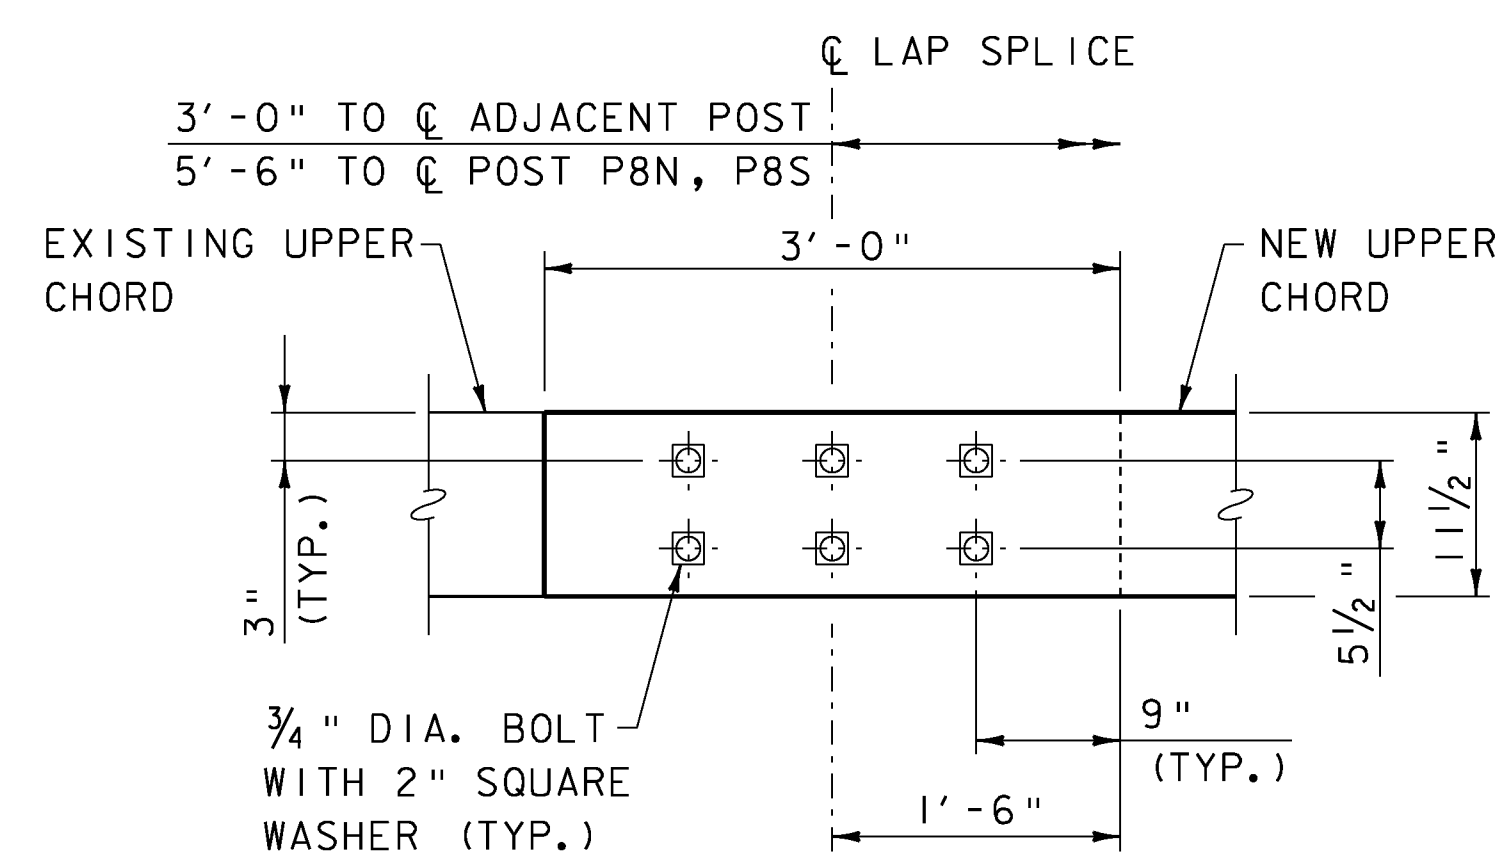 ℄ LAP SPLICE
3'-0" TO ℄ ADJACENT POST
5'-6" TO ℄ POST P8N, P8S
EXISTING UPPER
CHORD
3'-0"
NEW UPPER
CHORD
3"
(TYP.)
11½"
5½"
¾" DIA. BOLT
WITH 2" SQUARE
WASHER (TYP.)
9"
(TYP.)
1'-6"